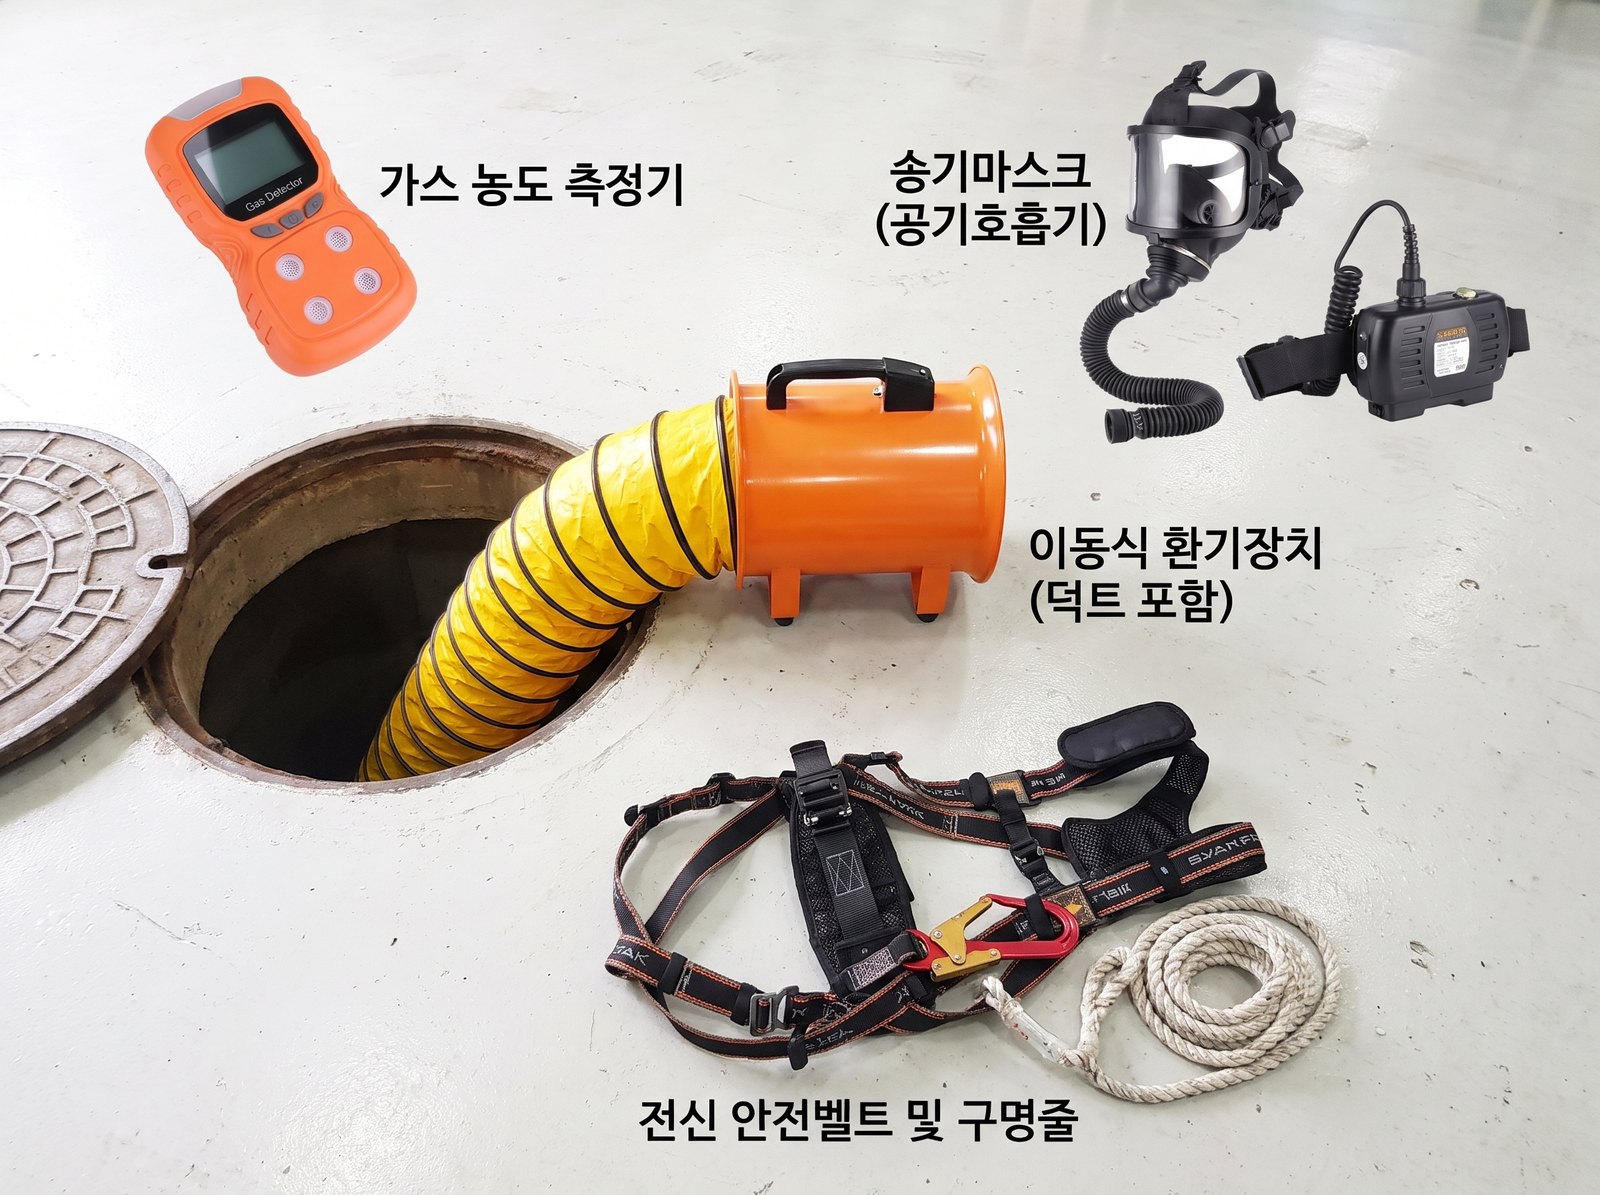 가스 농도 측정기
Gas Detector
송기마스크
(공기호흡기)
이동식 환기장치
(덕트 포함)
전신 안전벨트 및 구명줄